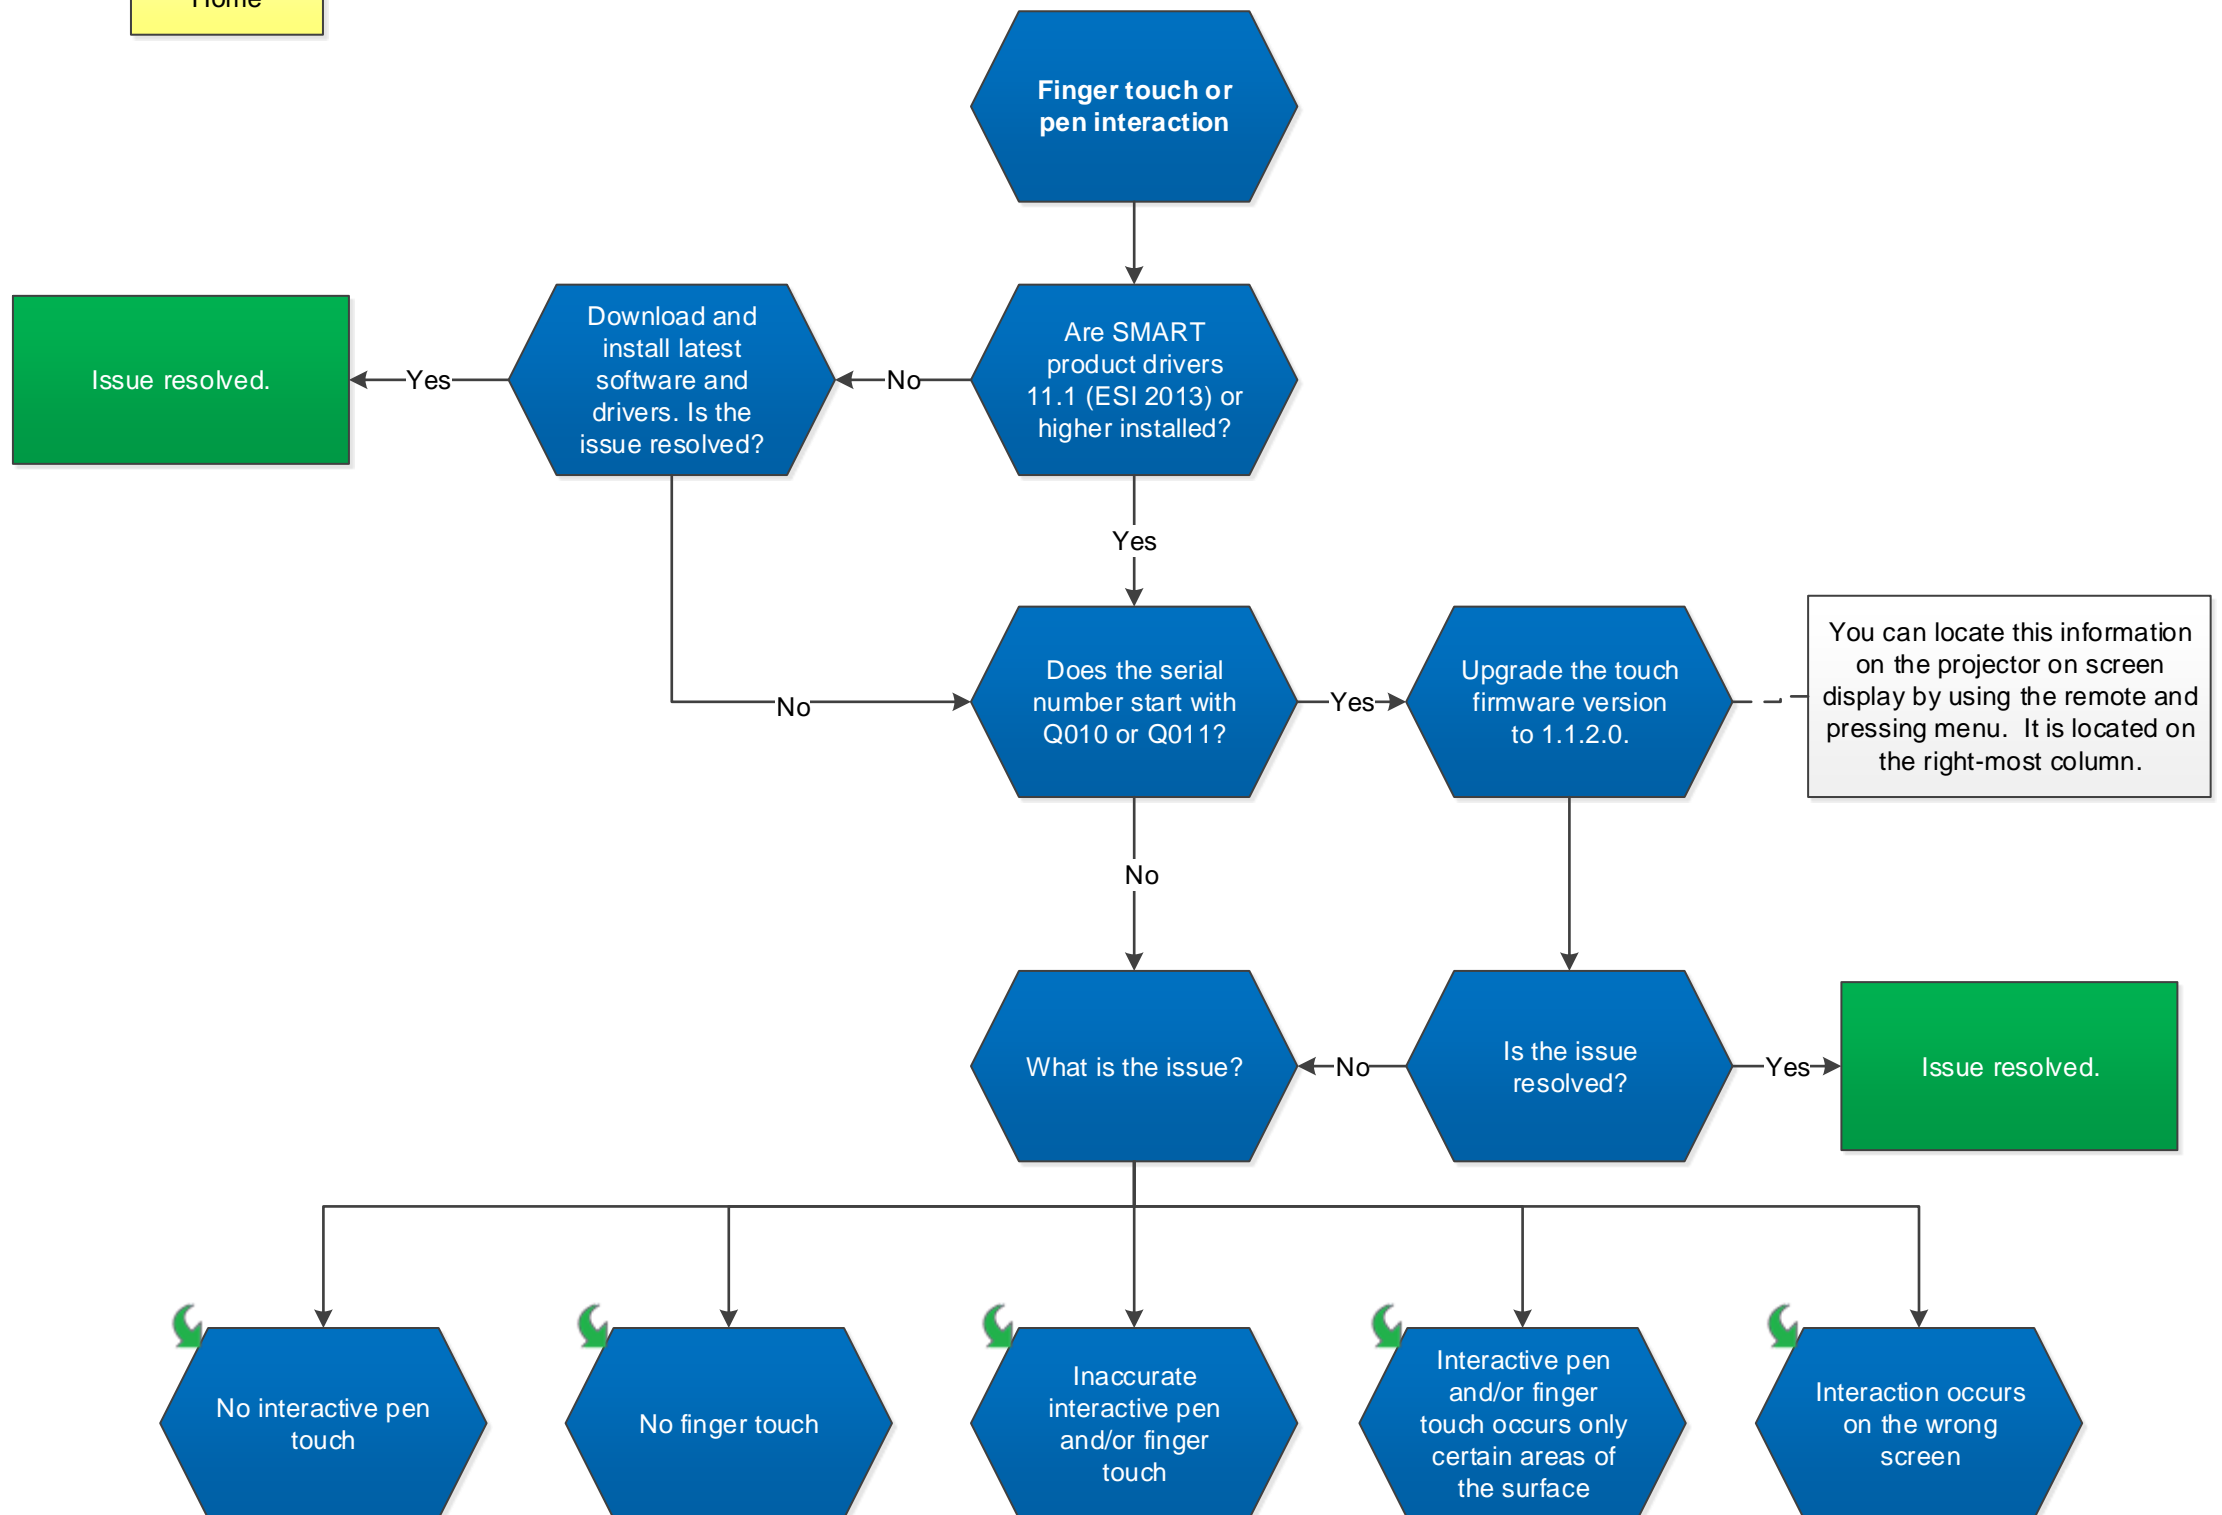 Home
Finger touch or
pen interaction
Issue resolved.
Yes
Download and
install latest
software and
drivers. Is the
issue resolved?
No
Are SMART
product drivers
11.1 (ESI 2013) or
higher installed?
Yes
No
Does the serial
number start with
Q010 or Q011?
Yes
Upgrade the touch
firmware version
to 1.1.2.0.
You can locate this information
on the projector on screen
display by using the remote and
pressing menu.  It is located on
the right-most column.
No
What is the issue?
No
Is the issue
resolved?
Yes
Issue resolved.
No interactive pen
touch
No finger touch
Inaccurate
interactive pen
and/or finger
touch
Interactive pen
and/or finger
touch occurs only
certain areas of
the surface
Interaction occurs
on the wrong
screen